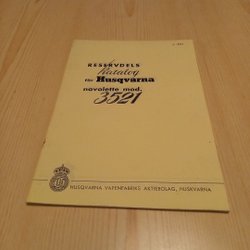 RESERVDELS
Katalog
för Husqvarna
novolette mod.
3521
HUSQVARNA VAPENFABRIKS AKTIEBOLAG, HUSKVARNA